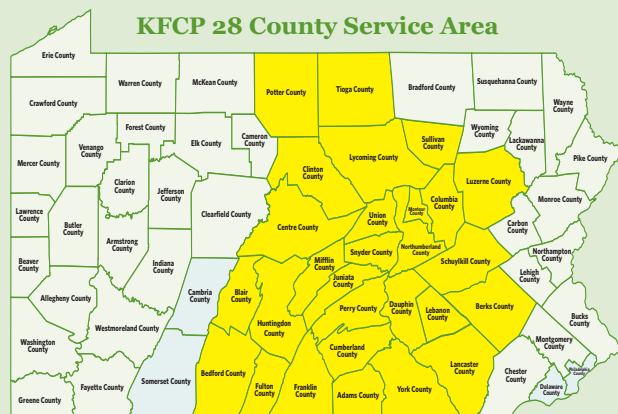 KFCP 28 County Service Area
Erie County
Warren County
McKean County
Potter County
Tioga County
Bradford County
Susquehanna County
Wayne
County
Crawford County
Forest County
Elk County
Cameron
County
Lycoming County
Sullivan
County
Wyoming
County
Lackawanna
County
Pike County
Mercer County
Venango
County
Clarion
County
Jefferson
County
Clinton
County
Luzerne County
Monroe County
Lawrence
County
Butler
County
Armstrong
County
Clearfield County
Centre County
Union
County
Montour
County
Columbia
County
Carbon
County
Beaver
County
Indiana
County
Snyder County
Northumberland
County
Schuylkill County
Northampton
County
Lehigh
County
Allegheny County
Cambria
County
Blair
County
Mifflin
County
Juniata
County
Huntingdon
County
Perry County
Dauphin
County
Lebanon
County
Berks County
Bucks
County
Washington
County
Westmoreland County
Cumberland
County
Montgomery
County
Somerset County
Bedford County
Fulton
County
Franklin
County
Adams County
York County
Lancaster
County
Chester
County
Delaware
County
Philadelphia
County
Fayette County
Greene County